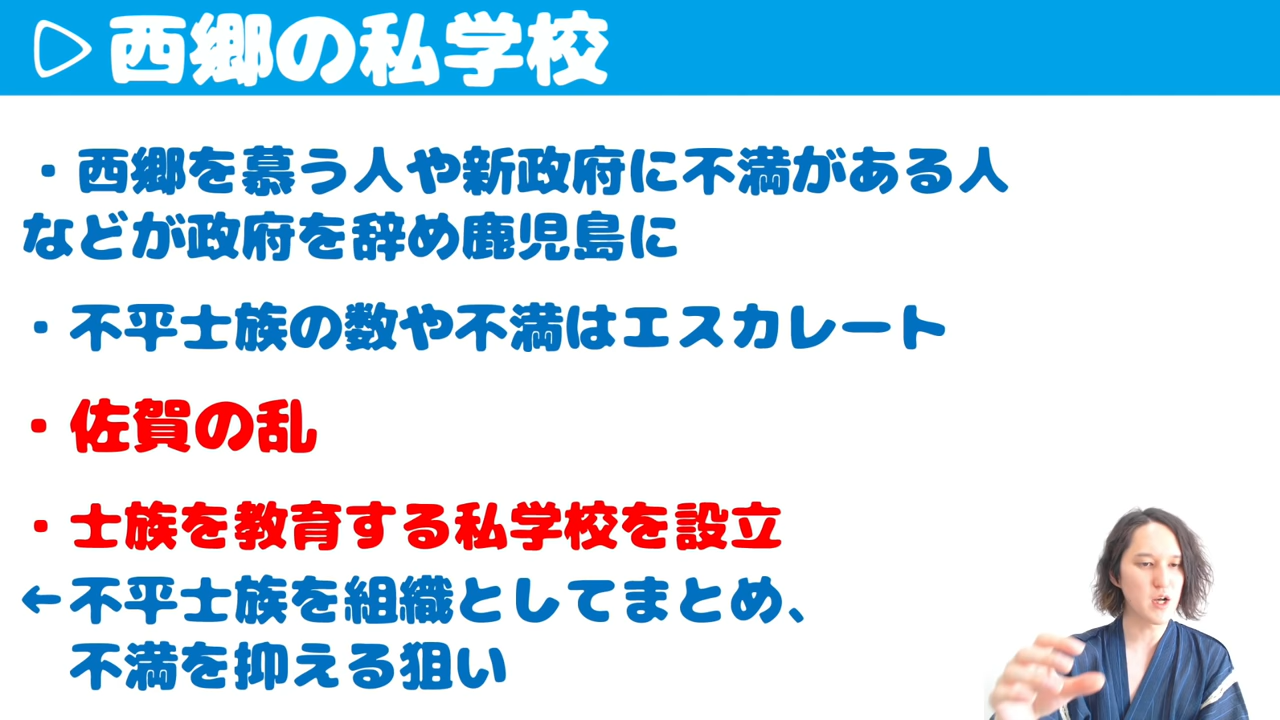 西郷の私学校
・西郷を慕う人や新政府に不満がある人
などが政府を辞め鹿児島に
・不平士族の数や不満はエスカレート
・佐賀の乱
・士族を教育する私学校を設立
←不平士族を組織としてまとめ、
不満を抑える狙い